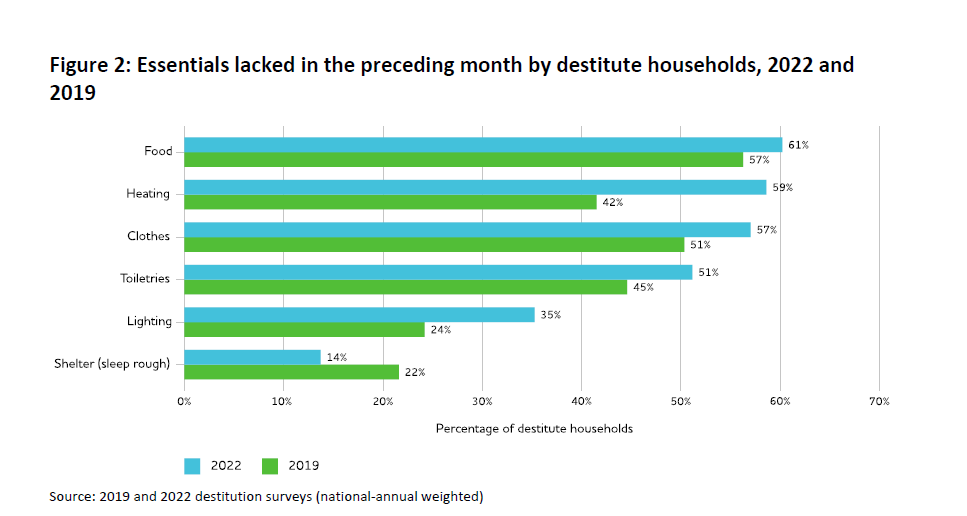 Figure 2: Essentials lacked in the preceding month by destitute households, 2022 and
2019
Food
61%
57%
Heating
59%
42%
Clothes
57%
51%
Toiletries
51%
45%
Lighting
35%
24%
Shelter (sleep rough)
14%
22%
0% 10% 20% 30% 40% 50% 60% 70%
Percentage of destitute households
2022 2019
Source: 2019 and 2022 destitution surveys (national-annual weighted)